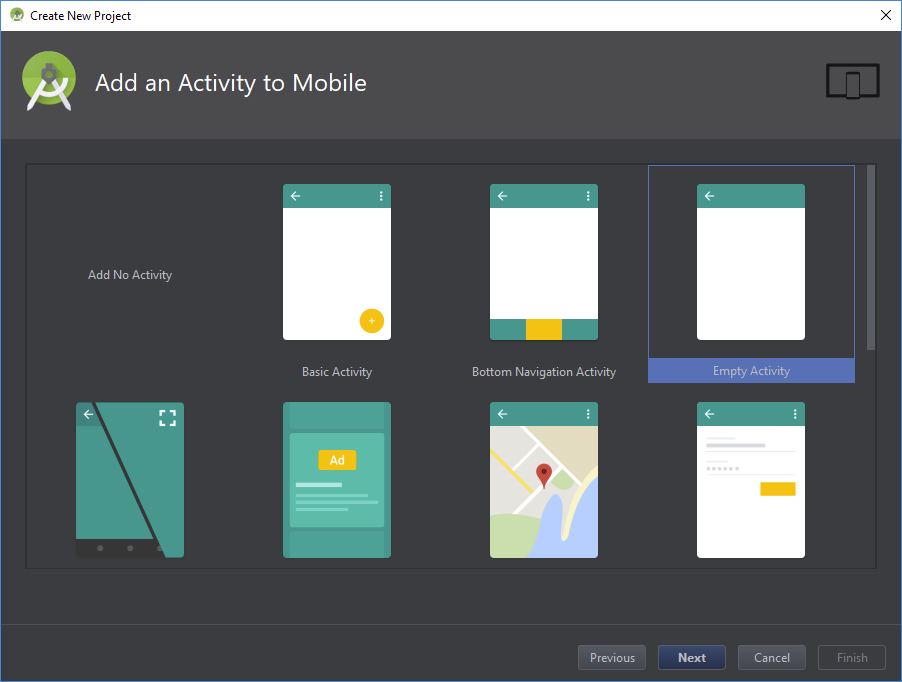 Create New Project
Add an Activity to Mobile
Add No Activity
Basic Activity
Bottom Navigation Activity
Empty Activity
Ad
Previous
Next
Cancel
Finish